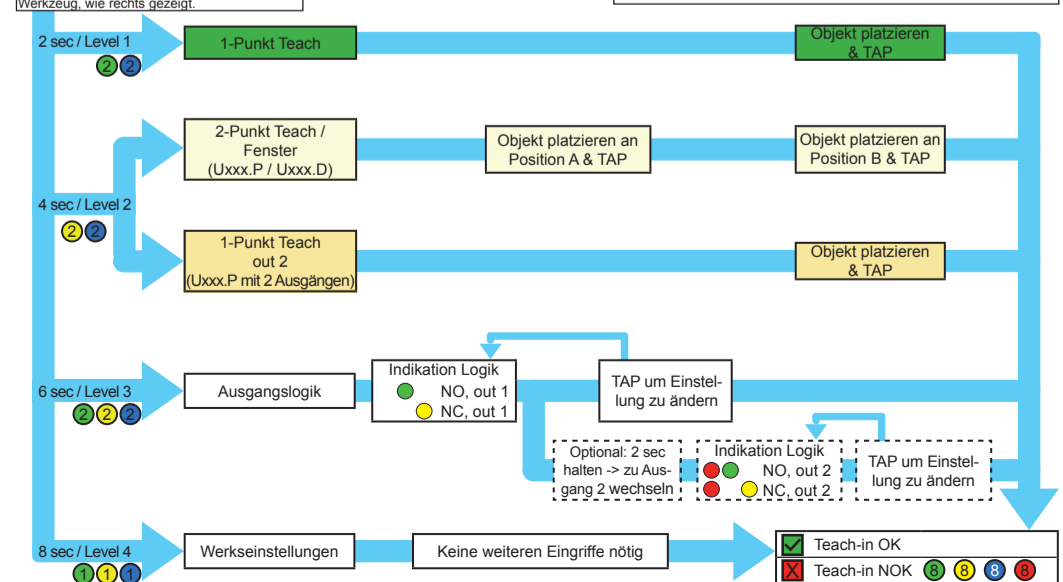 Werkzeug, wie rechts gezeigt.
2 sec / Level 1
2 2
1-Punkt Teach
Objekt platzieren
& TAP
4 sec / Level 2
2 2
2-Punkt Teach /
Fenster
(Uxxx.P / Uxxx.D)
Objekt platzieren an
Position A & TAP
Objekt platzieren an
Position B & TAP
1-Punkt Teach
out 2
(Uxxx.P mit 2 Ausgängen)
Objekt platzieren
& TAP
6 sec / Level 3
2 2 2
Ausgangslogik
Indikation Logik
NO, out 1
NC, out 1
TAP um Einstel-
lung zu ändern
Optional: 2 sec
halten -> zu Aus-
gang 2 wechseln
Indikation Logik
NO, out 2
NC, out 2
TAP um Einstel-
lung zu ändern
8 sec / Level 4
1 1 1
Werkseinstellungen
Keine weiteren Eingriffe nötig
Teach-in OK
X Teach-in NOK 8 8 8 8